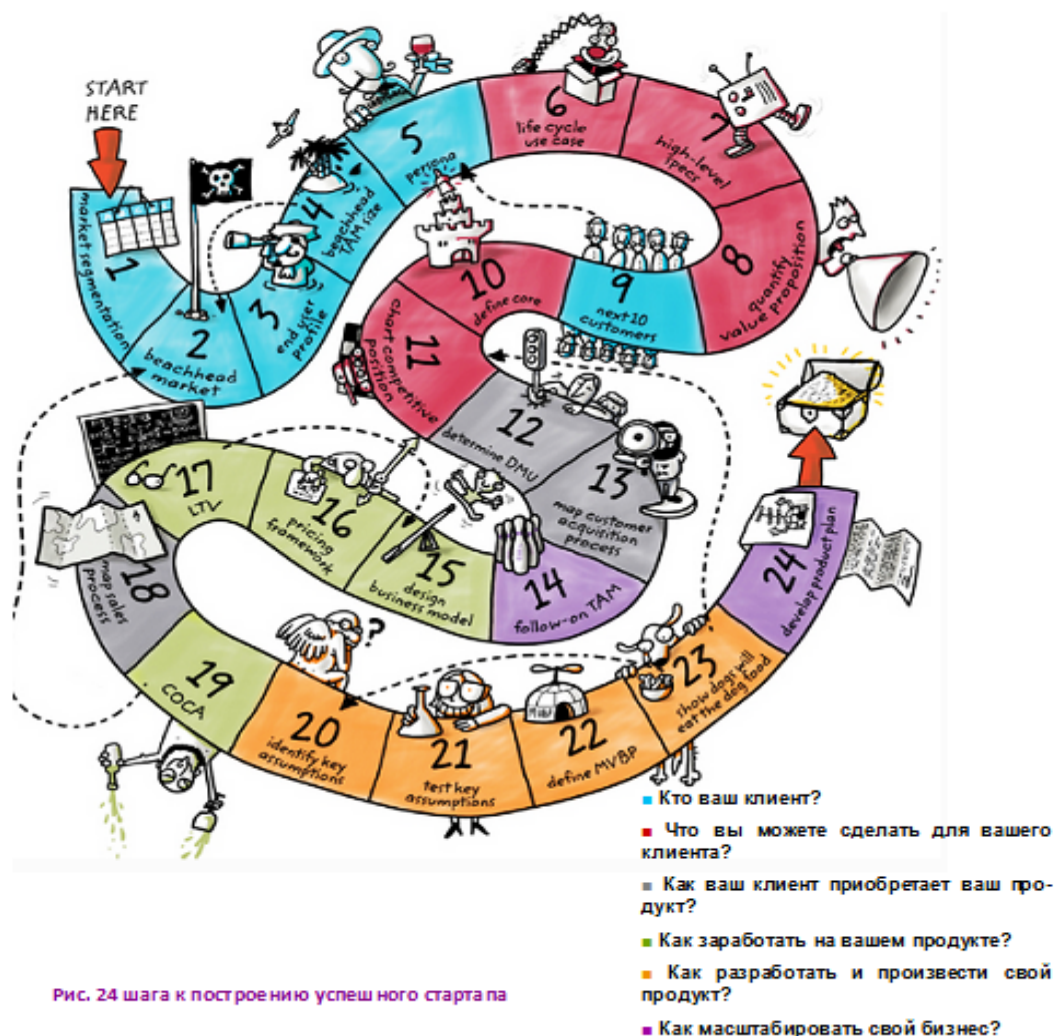 START
HERE
1
market segmentation
2
beachhead
market
3
end user
profile
4
beachhead
TAM size
5
persona
6
life cycle
use case
7
high-level
specs
8
quantify
value proposition
9
next 10
customers
10
define core
11
chart competitive
position
12
determine DMU
13
map customer
acquisition
process
14
follow-on TAM
15
design
business model
16
pricing
framework
17
LTV
18
map sales
process
19
COCA
20
identify key
assumptions
?
21
test key
assumptions
22
define MVBP
23
show dogs will
eat the dog food
24
develop product plan
Кто ваш клиент?
Что вы можете сделать для вашего
клиента?
Как ваш клиент приобретает ваш про-
дукт?
Как заработать на вашем продукте?
Как разработать и произвести свой
продукт?
Как масштабировать свой бизнес?
Рис. 24 шага к построению успешного стартапа